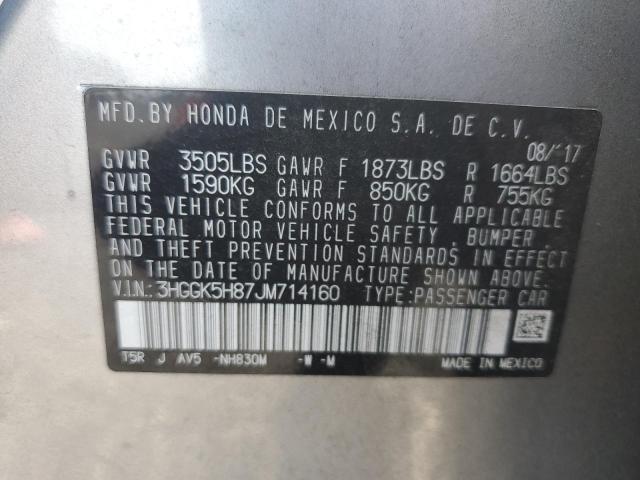 MFD. BY HONDA DE MEXICO S.A. DE C.V.
08/'17
GVWR 3505LBS GAWR F 1873LBS R 1664LBS
GVWR 1590KG GAWR F 850KG R 755KG
THIS VEHICLE CONFORMS TO ALL APPLICABLE
FEDERAL MOTOR VEHICLE SAFETY, BUMPER,
AND THEFT PREVENTION STANDARDS IN EFFECT
ON THE DATE OF MANUFACTURE SHOWN ABOVE.
V.I.N.: 3HGGK5H87JM714160 TYPE:PASSENGER CAR
T5R J AV5 -NH830M -W -M
MADE IN MEXICO